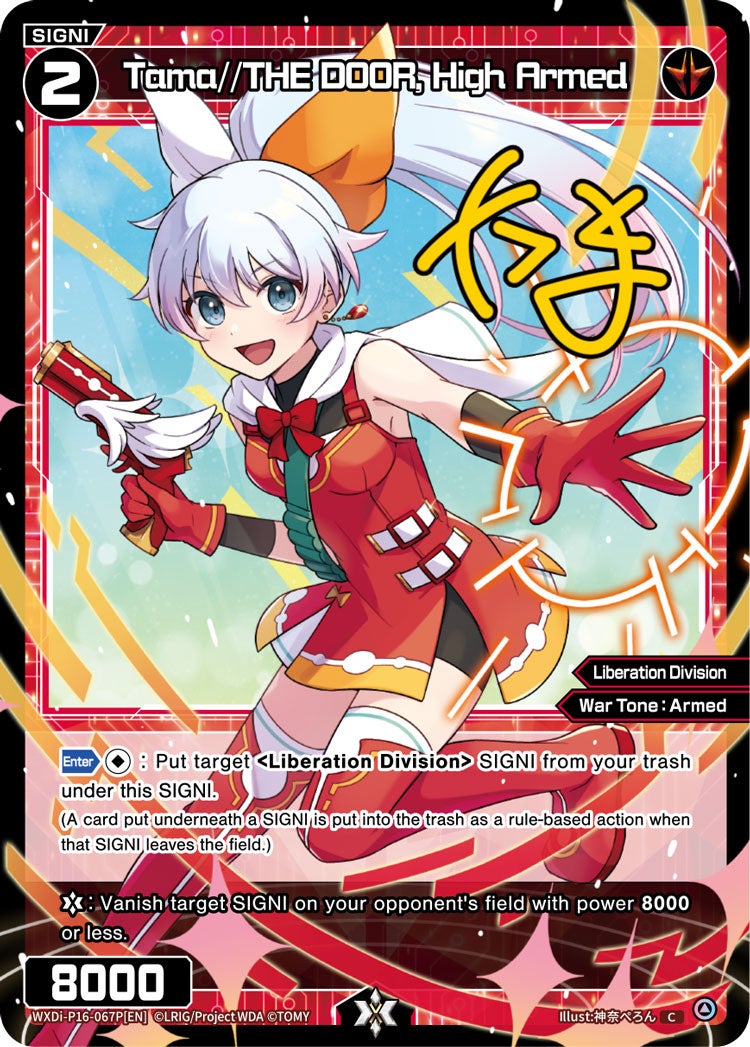 SIGNI
2
Tama//THE DOOR, High Armed
たま
Liberation Division
War Tone : Armed
Enter : Put target <Liberation Division> SIGNI from your trash
under this SIGNI.
(A card put underneath a SIGNI is put into the trash as a rule-based action when
that SIGNI leaves the field.)
: Vanish target SIGNI on your opponent's field with power 8000
or less.
8000
WXDi-P16-067P[EN] ©LRIG/Project WDA ©TOMY
Illust:神奈ぺろん C